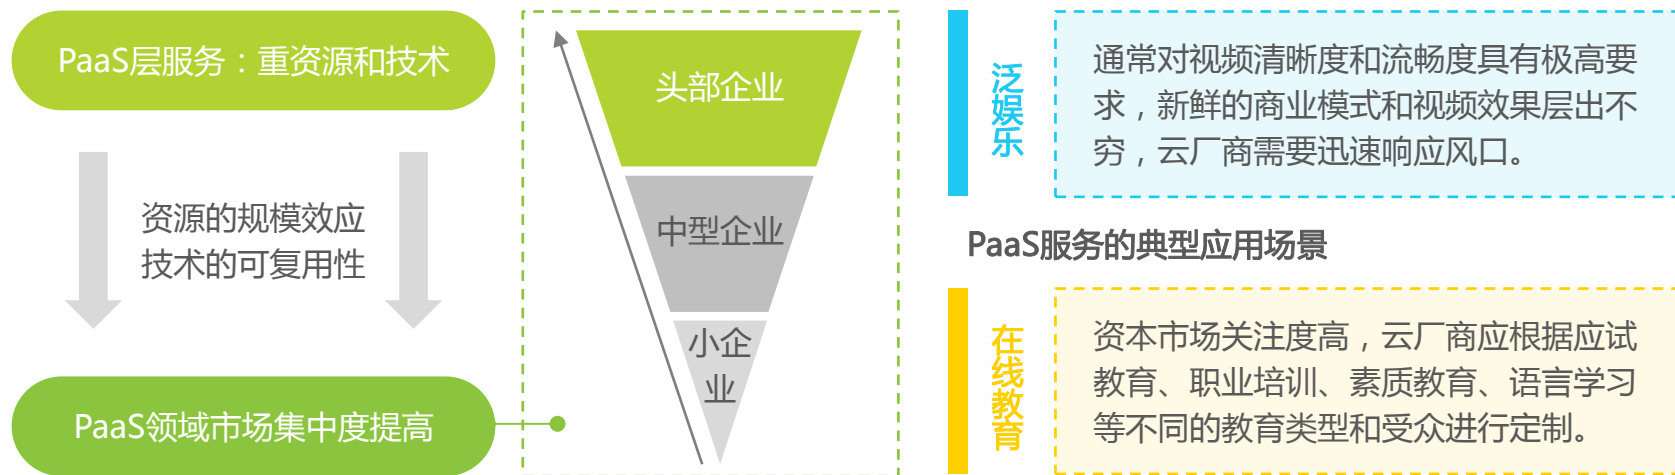 PaaS层服务：重资源和技术
资源的规模效应
技术的可复用性
PaaS领域市场集中度提高
头部企业
中型企业
小企
业
泛娱乐
通常对视频清晰度和流畅度具有极高要
求，新鲜的商业模式和视频效果层出不
穷，云厂商需要迅速响应风口。
PaaS服务的典型应用场景
在线教育
资本市场关注度高，云厂商应根据应试
教育、职业培训、素质教育、语言学习
等不同的教育类型和受众进行定制。